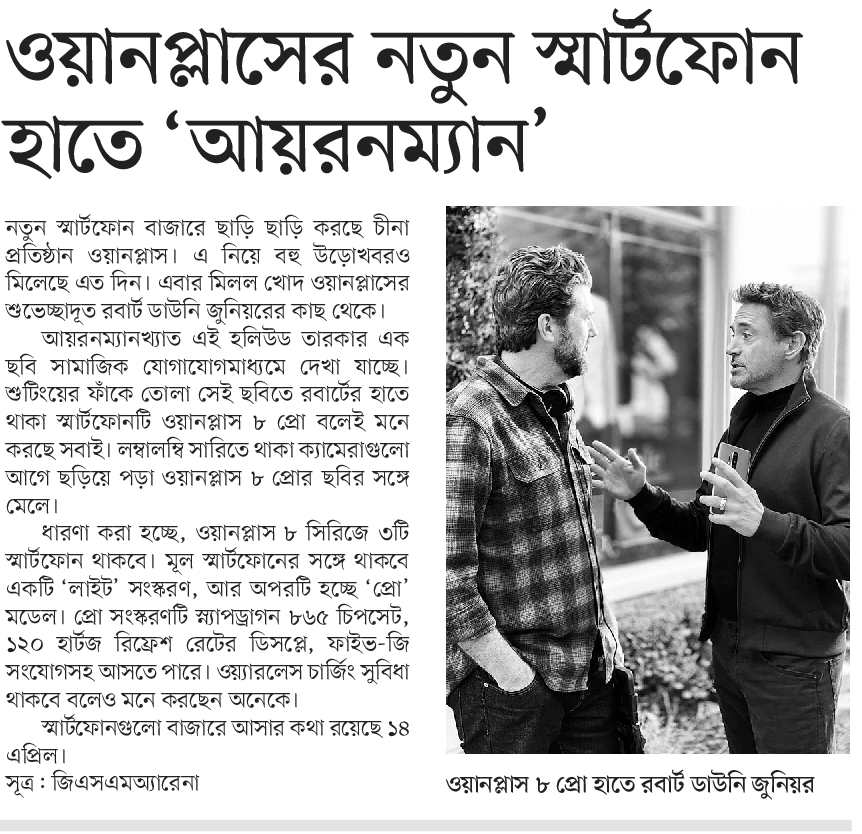 ওয়ানপ্লাসের নতুন স্মার্টফোন
হাতে ‘আয়রনম্যান’
নতুন স্মার্টফোন বাজারে ছাড়ি ছাড়ি করছে চীনা
প্রতিষ্ঠান ওয়ানপ্লাস। এ নিয়ে বহু উড়োখবরও
মিলেছে এত দিন। এবার মিলল খোদ ওয়ানপ্লাসের
শুভেচ্ছাদূত রবার্ট ডাউনি জুনিয়রের কাছ থেকে।
আয়রনম্যানখ্যাত এই হলিউড তারকার এক
ছবি সামাজিক যোগাযোগমাধ্যমে দেখা যাচ্ছে।
শুটিংয়ের ফাঁকে তোলা সেই ছবিতে রবার্টের হাতে
থাকা স্মার্টফোনটি ওয়ানপ্লাস ৮ প্রো বলেই মনে
করছে সবাই। লম্বালম্বি সারিতে থাকা ক্যামেরাগুলো
আগে ছড়িয়ে পড়া ওয়ানপ্লাস ৮ প্রোর ছবির সঙ্গে
মেলে।
ধারণা করা হচ্ছে, ওয়ানপ্লাস ৮ সিরিজে ৩টি
স্মার্টফোন থাকবে। মূল স্মার্টফোনের সঙ্গে থাকবে
একটি ‘লাইট’ সংস্করণ, আর অপরটি হচ্ছে ‘প্রো’
মডেল। প্রো সংস্করণটি স্ন্যাপড্রাগন ৮৬৫ চিপসেট,
১২০ হার্টজ রিফ্রেশ রেটের ডিসপ্লে, ফাইভ-জি
সংযোগসহ আসতে পারে। ওয়্যারলেস চার্জিং সুবিধা
থাকবে বলেও মনে করছেন অনেকে।
স্মার্টফোনগুলো বাজারে আসার কথা রয়েছে ১৪
এপ্রিল।
সূত্র : জিএসএমঅ্যারেনা
ওয়ানপ্লাস ৮ প্রো হাতে রবার্ট ডাউনি জুনিয়র